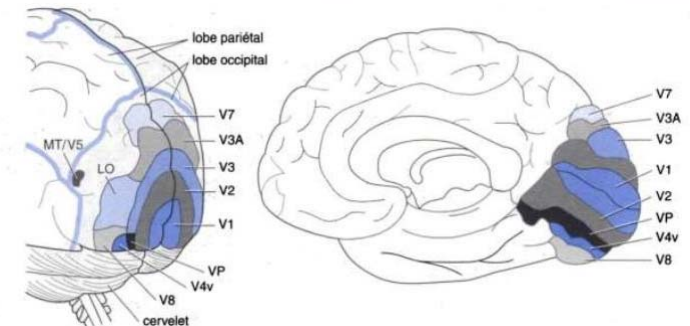 lobe pariétal
lobe occipital
V7
V3A
MT/V5
LO
V3
V2
V1
VP
V4v
V8
cervelet
V7
V3A
V3
V1
V2
VP
V4v
V8